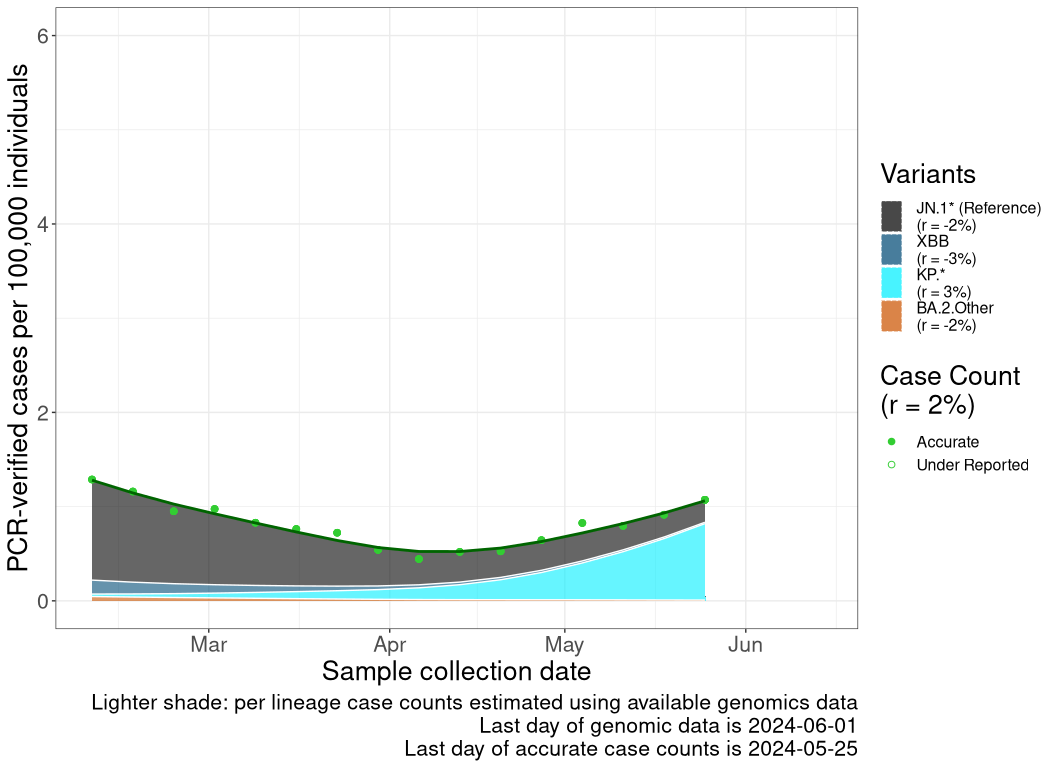 PCR-verified cases per 100,000 individuals
6
4
2
0
Mar
Apr
May
Jun
Sample collection date
Lighter shade: per lineage case counts estimated using available genomics data
Last day of genomic data is 2024-06-01
Last day of accurate case counts is 2024-05-25
Variants
JN.1* (Reference)
(r = -2%)
XBB
(r = -3%)
KP.*
(r = 3%)
BA.2.Other
(r = -2%)
Case Count
(r = 2%)
Accurate
Under Reported